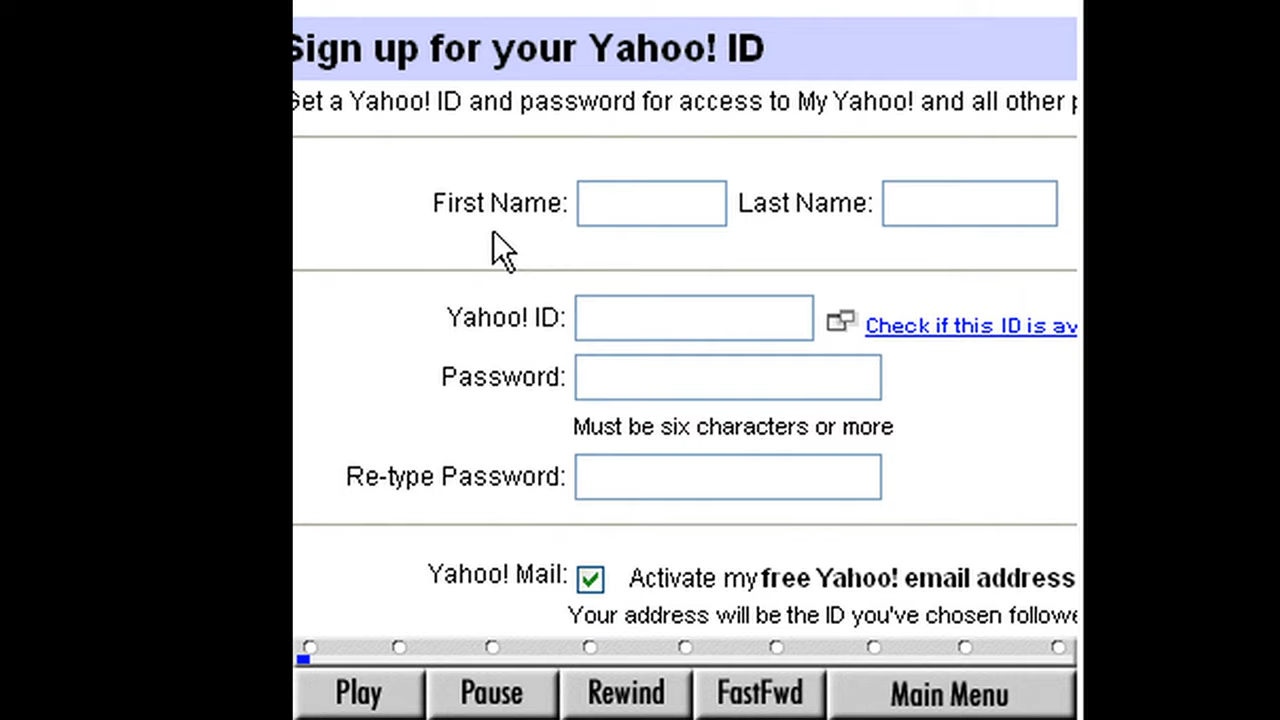 Sign up for your Yahoo! ID
Get a Yahoo! ID and password for access to My Yahoo! and all other
First Name: Last Name:
Yahoo! ID: Check if this ID is av
Password:
Must be six characters or more
Re-type Password:
Yahoo! Mail: Activate my free Yahoo! email address
Your address will be the ID you've chosen followe
Play Pause Rewind FastFwd Main Menu